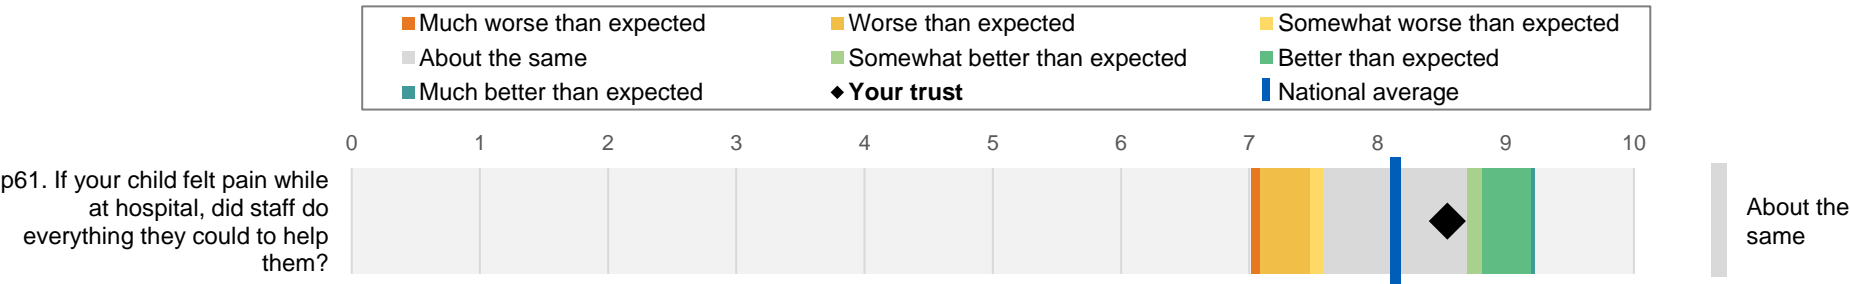 Much worse than expected
Worse than expected
Somewhat worse than expected
About the same
Somewhat better than expected
Better than expected
Much better than expected
Your trust
National average
0 1 2 3 4 5 6 7 8 9 10
p61. If your child felt pain while
at hospital, did staff do
everything they could to help
them?
About the
same